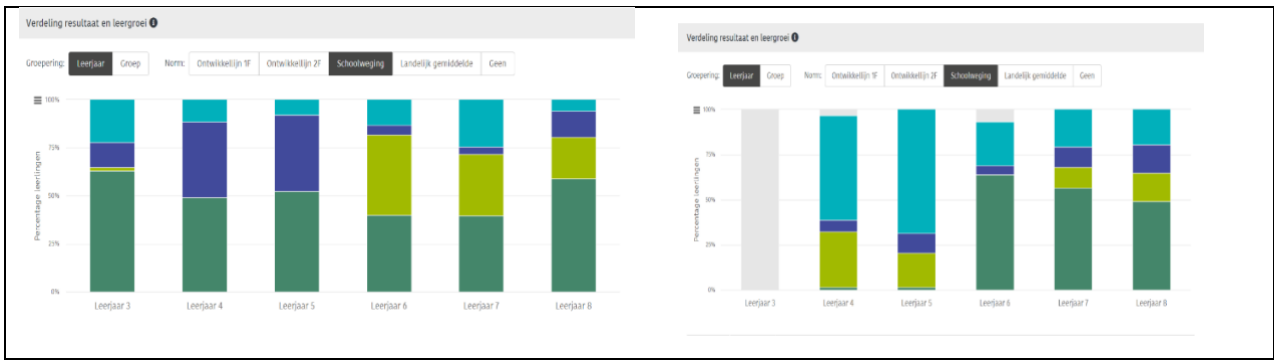 Verdeling resultaat en leergroei i
Groepering: Leerjaar Groep Norm: Ontwikkellijn 1F Ontwikkellijn 2F Schoolweging Landelijk gemiddelde Geen
100%
75%
50%
25%
0%
Percentage leerlingen
Leerjaar 3 Leerjaar 4 Leerjaar 5 Leerjaar 6 Leerjaar 7 Leerjaar 8
Verdeling resultaat en leergroei i
Groepering: Leerjaar Groep Norm: Ontwikkellijn 1F Ontwikkellijn 2F Schoolweging Landelijk gemiddelde Geen
100%
75%
50%
25%
0%
Percentage leerlingen
Leerjaar 3 Leerjaar 4 Leerjaar 5 Leerjaar 6 Leerjaar 7 Leerjaar 8